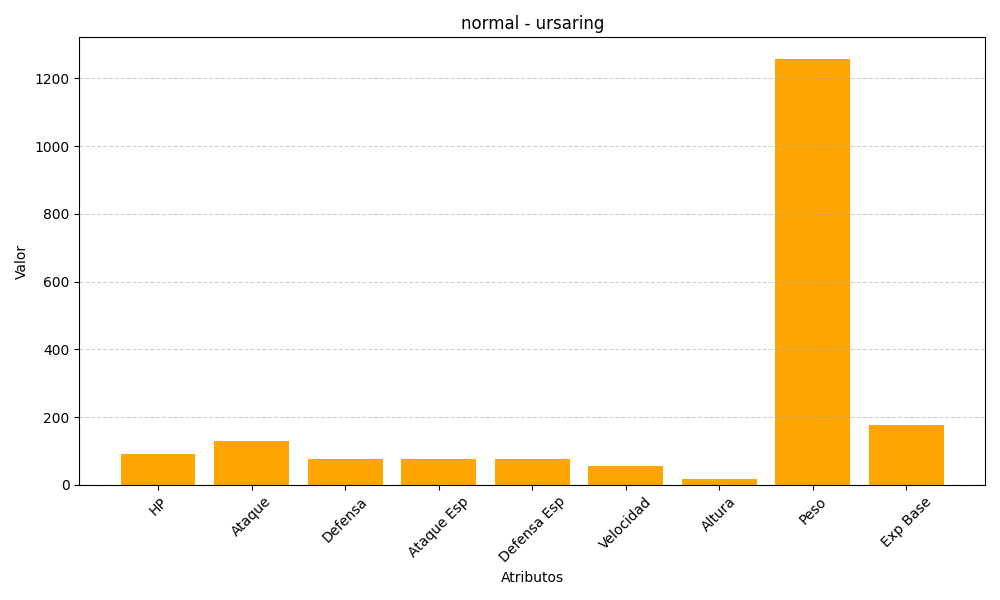 normal - ursaring
Valor
1200
1000
800
600
400
200
0
HP
Ataque
Defensa
Ataque Esp
Defensa Esp
Velocidad
Altura
Peso
Exp Base
Atributos